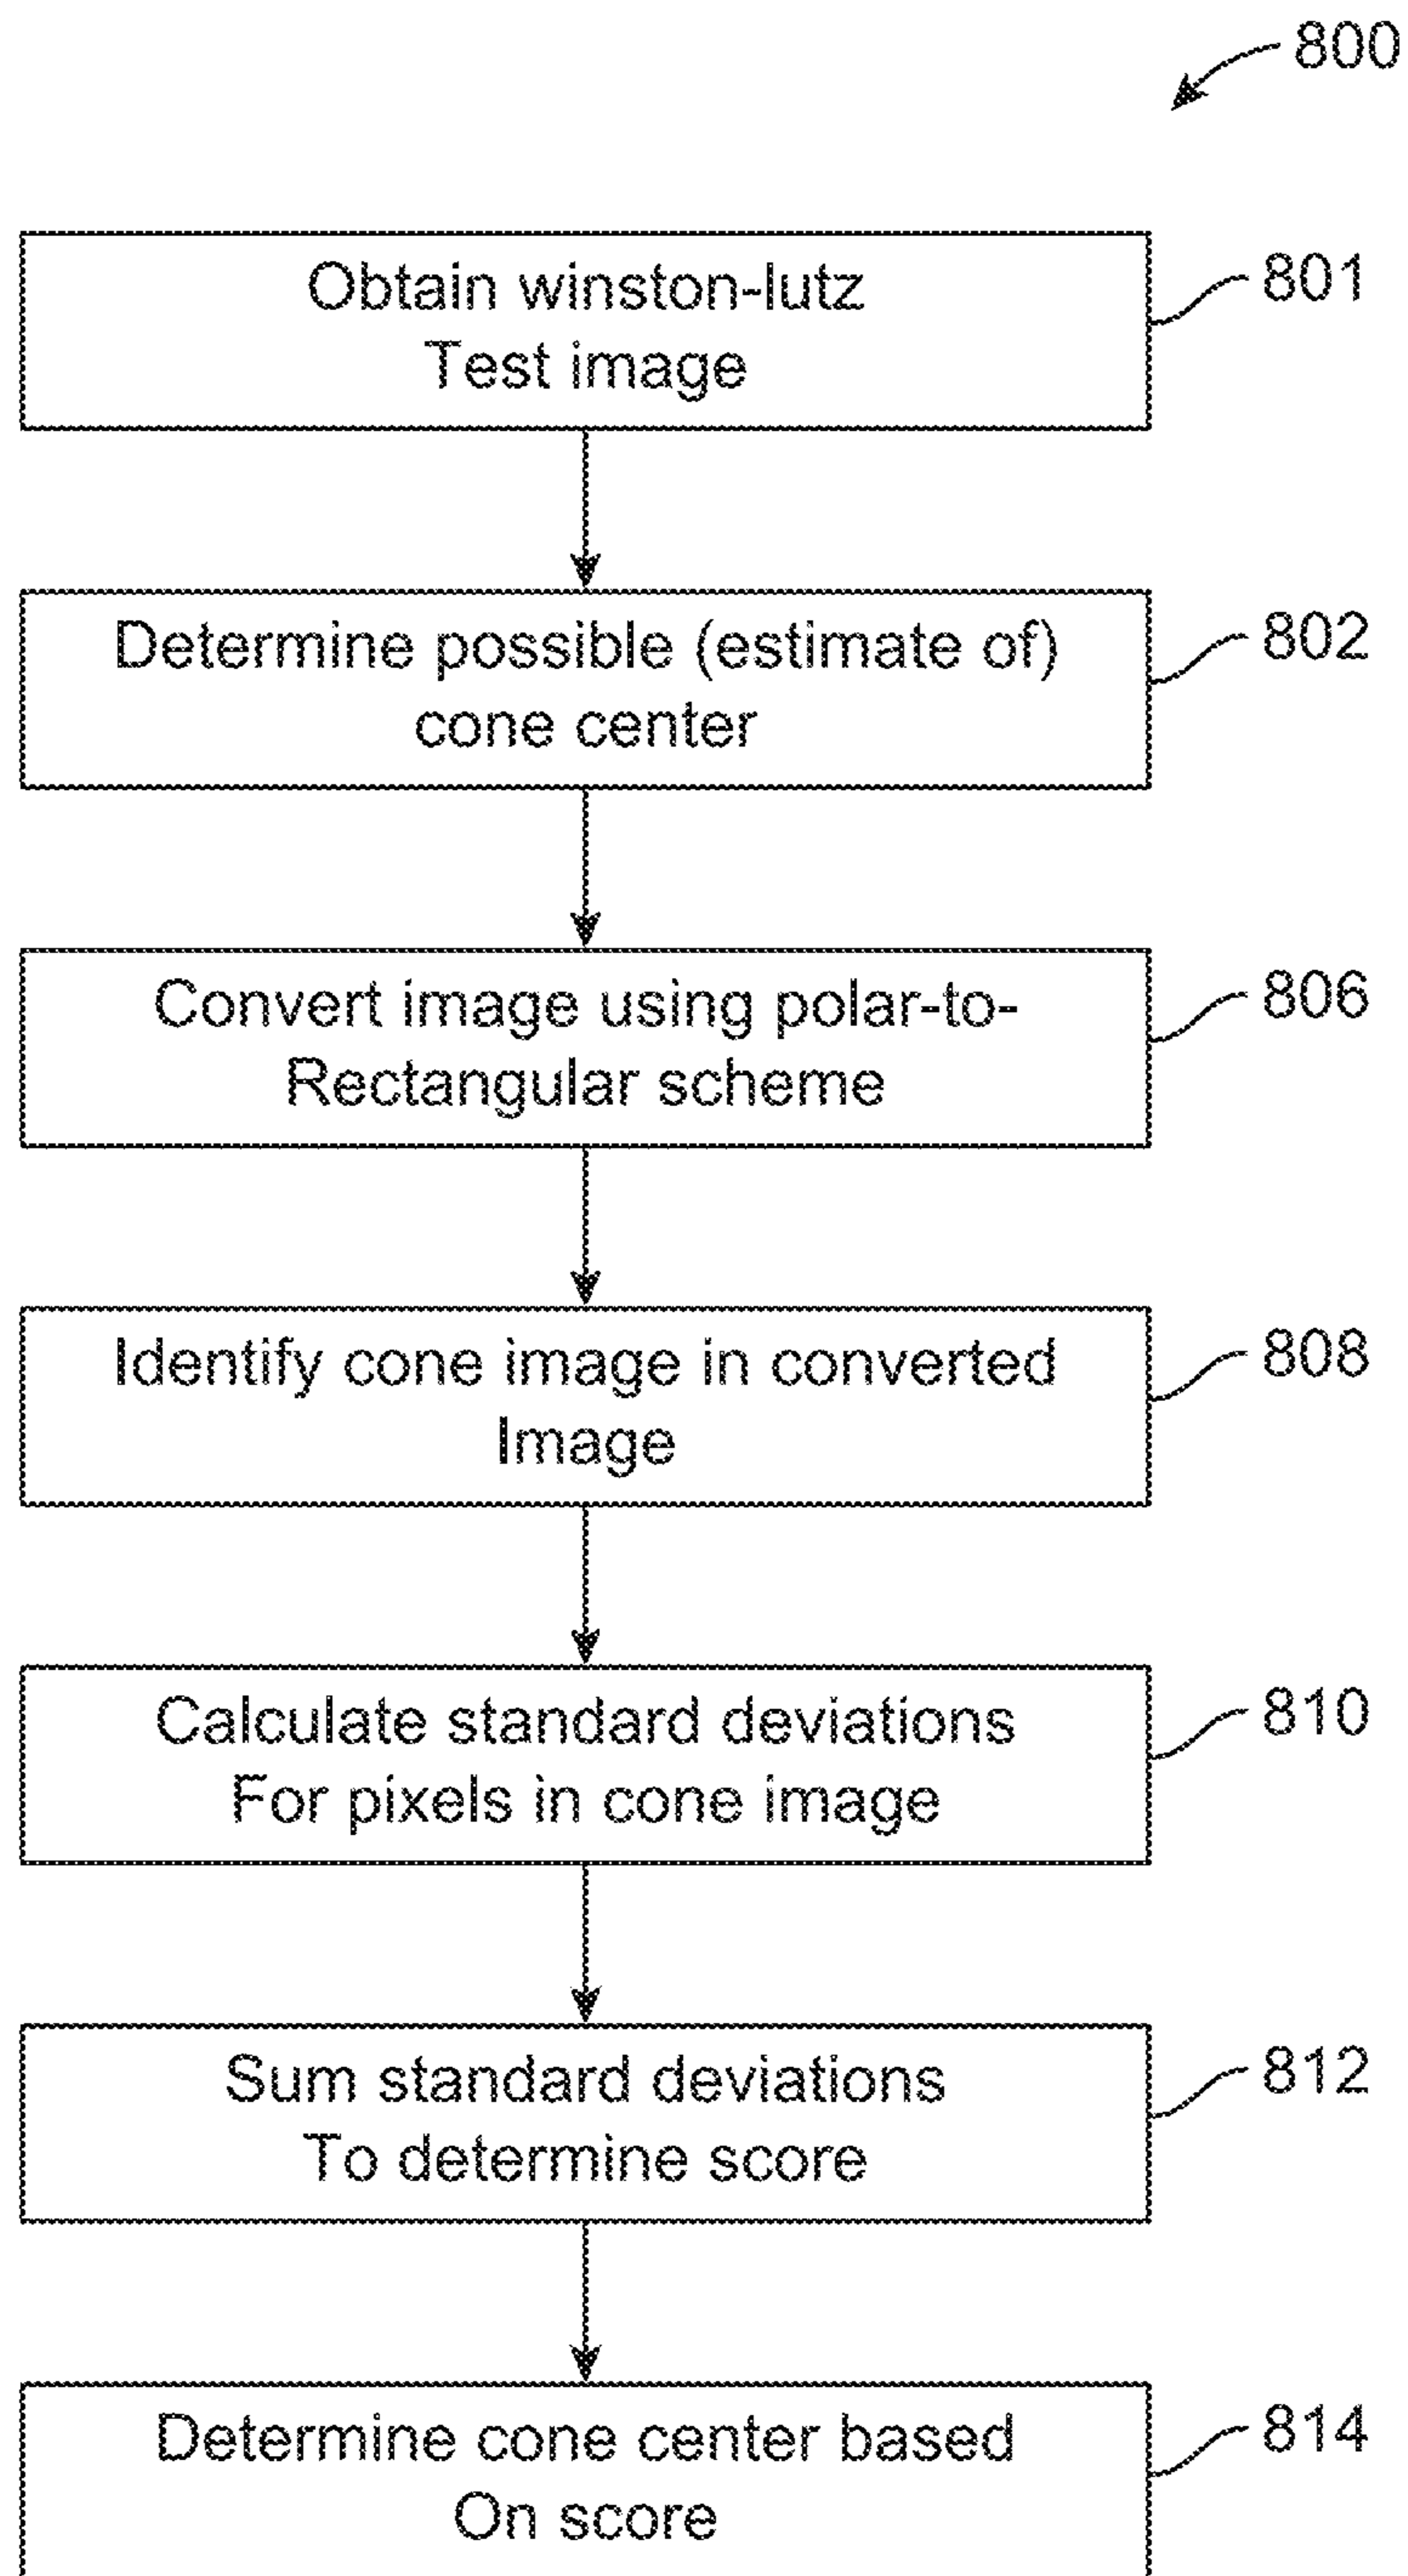 800
Obtain winston-lutz
Test image
801
Determine possible (estimate of)
cone center
802
Convert image using polar-to-
Rectangular scheme
806
Identify cone image in converted
Image
808
Calculate standard deviations
For pixels in cone image
810
Sum standard deviations
To determine score
812
Determine cone center based
On score
814